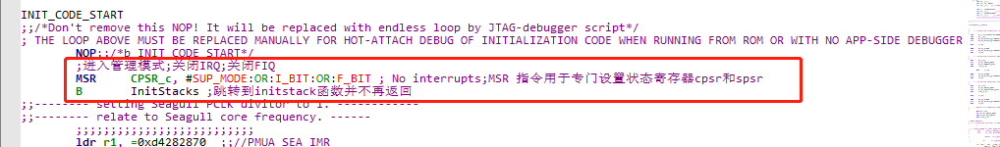 INIT_CODE_START
;;/*Don't remove this NOP! It will be replaced with endless loop by JTAG-debugger script*/
; THE LOOP ABOVE MUST BE REPLACED MANUALLY FOR HOT-ATTACH DEBUG OF INITIALIZATION CODE WHEN RUNNING FROM ROM OR WITH NO APP-SIDE DEBUGGER
NOP;;/*b INIT_CODE_START*/
;进入管理模式;关闭IRQ;关闭FIQ
MSR CPSR_c, #SUP_MODE:OR:I_BIT:OR:F_BIT ; No interrupts;MSR 指令用于专门设置状态寄存器cpsr和spsr
B InitStacks ;跳转到initstack函数并不再返回
;;-------- setting Seagull PCLK divitor to 1. ------------
;;-------- relate to Seagull core frequency. ------
;;;;;;;;;;;;;;;;;;;;;;;;;;
ldr r1, =0xd4282870 ;;//PMUA SEA IMR